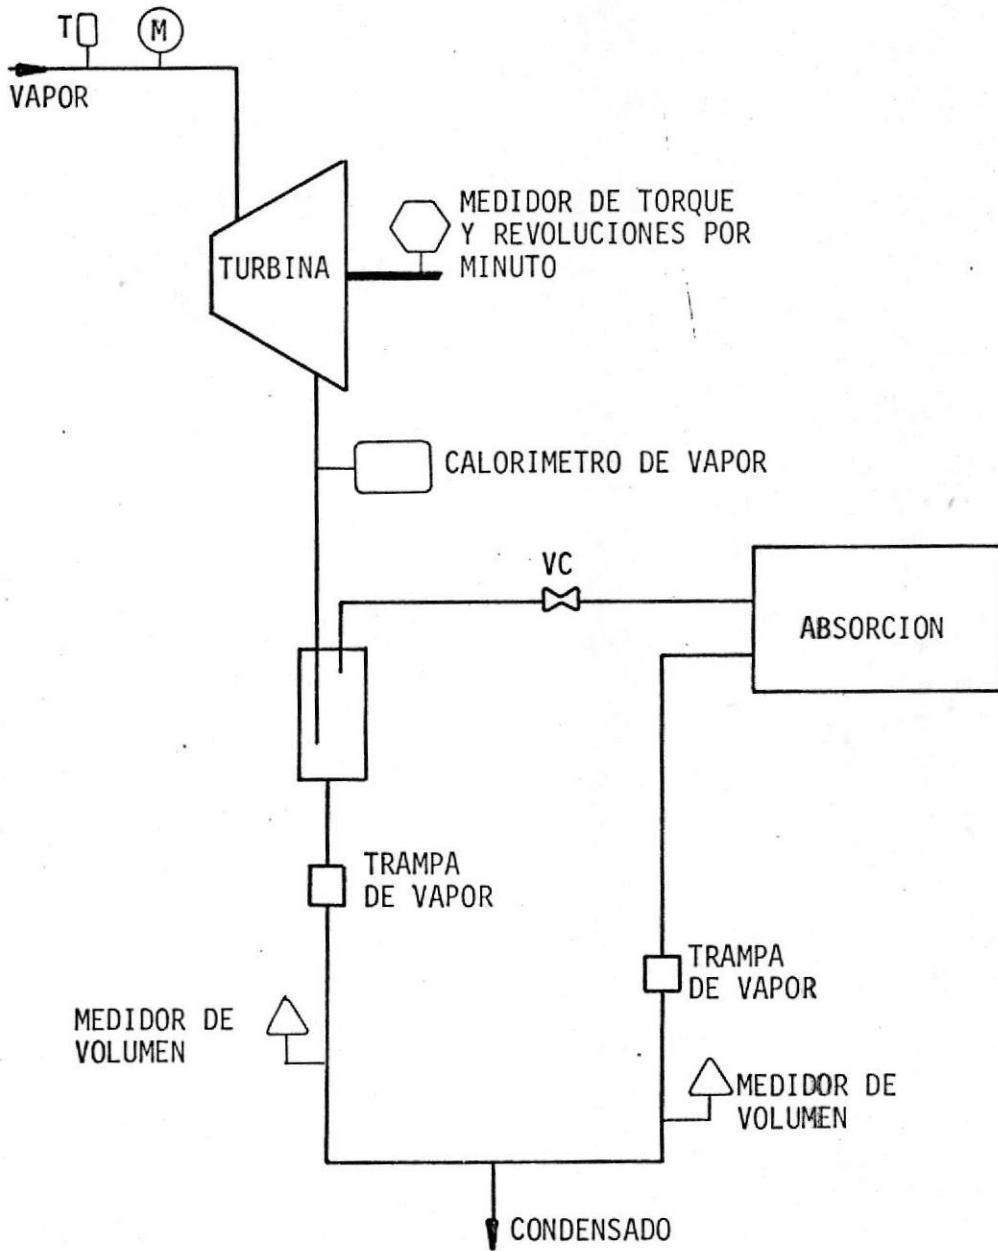 T
M
VAPOR
MEDIDOR DE TORQUE
Y REVOLUCIONES POR
MINUTO
TURBINA
CALORIMETRO DE VAPOR
VC
ABSORCION
TRAMPA
DE VAPOR
TRAMPA
DE VAPOR
MEDIDOR DE
VOLUMEN
MEDIDOR DE
VOLUMEN
CONDENSADO